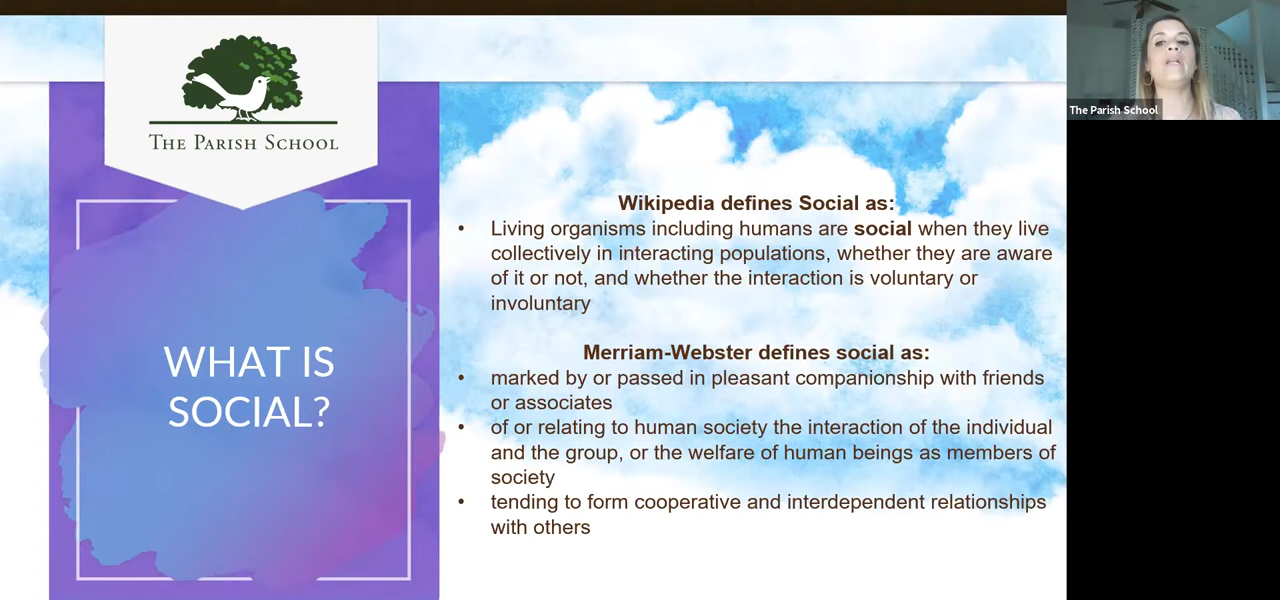 THE PARISH SCHOOL
WHAT IS
SOCIAL?
Wikipedia defines Social as:
• Living organisms including humans are social when they live
collectively in interacting populations, whether they are aware
of it or not, and whether the interaction is voluntary or
involuntary
Merriam-Webster defines social as:
• marked by or passed in pleasant companionship with friends
or associates
• of or relating to human society the interaction of the individual
and the group, or the welfare of human beings as members of
society
• tending to form cooperative and interdependent relationships
with others
The Parish School